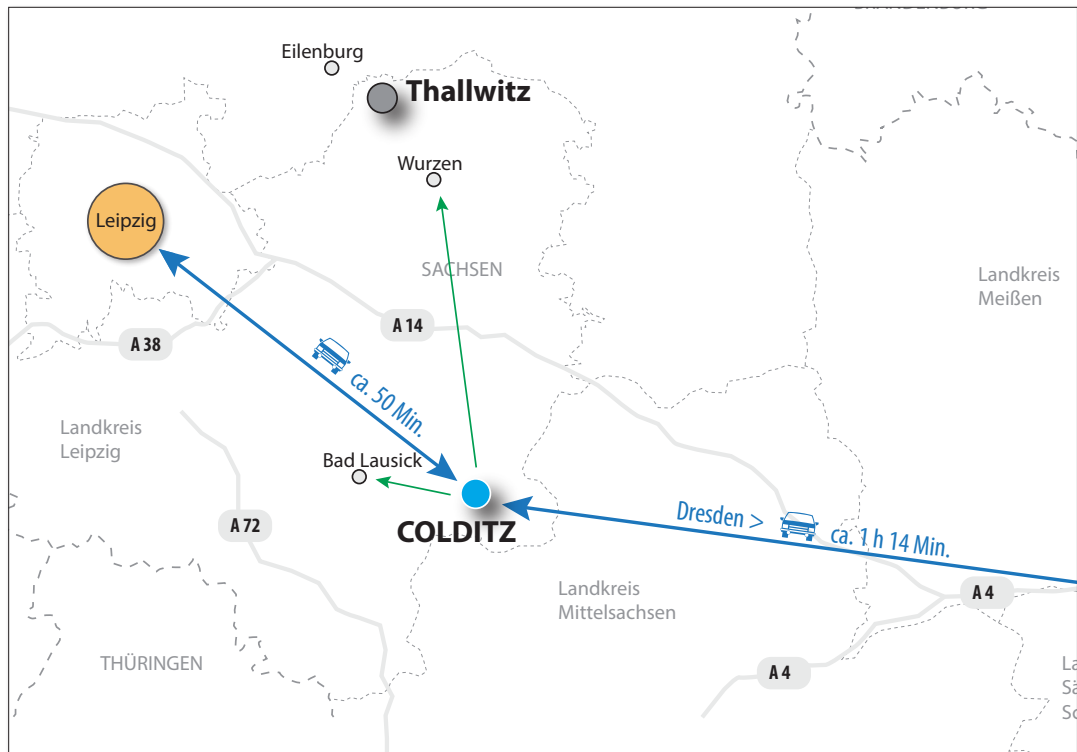 Eilenburg
Thallwitz
Wurzen
Leipzig
SACHSEN
Landkreis
Meißen
A 14
A 38
ca. 50 Min.
Landkreis
Leipzig
Bad Lausick
COLDITZ
A 72
Dresden >
ca. 1 h 14 Min.
Landkreis
Mittelsachsen
A 4
THÜRINGEN
A 4